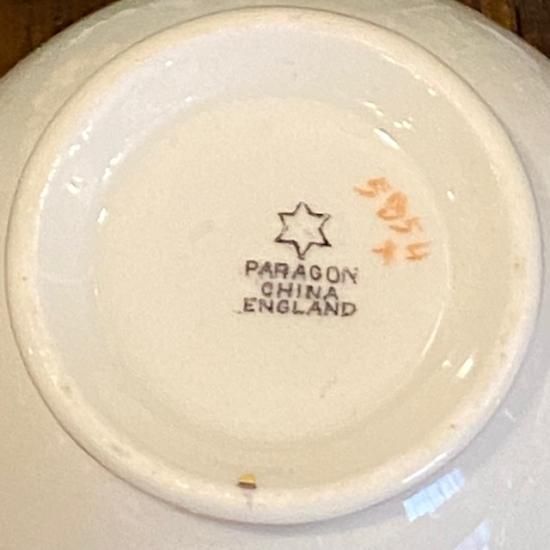 PARAGON
CHINA
ENGLAND
5854
+